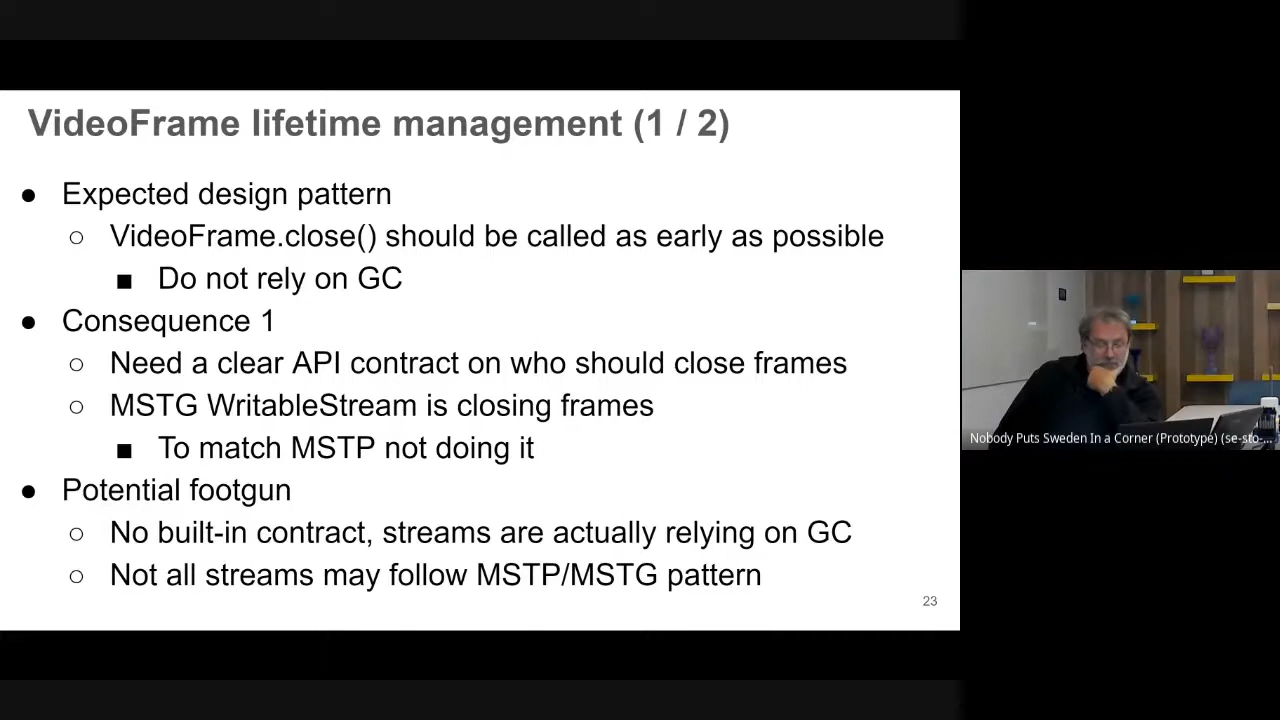 VideoFrame lifetime management (1 / 2)
● Expected design pattern
○ VideoFrame.close() should be called as early as possible
■ Do not rely on GC
● Consequence 1
○ Need a clear API contract on who should close frames
○ MSTG WritableStream is closing frames
■ To match MSTP not doing it
● Potential footgun
○ No built-in contract, streams are actually relying on GC
○ Not all streams may follow MSTP/MSTG pattern
23
Nobody Puts Sweden In a Corner (Prototype) (se-sto-...